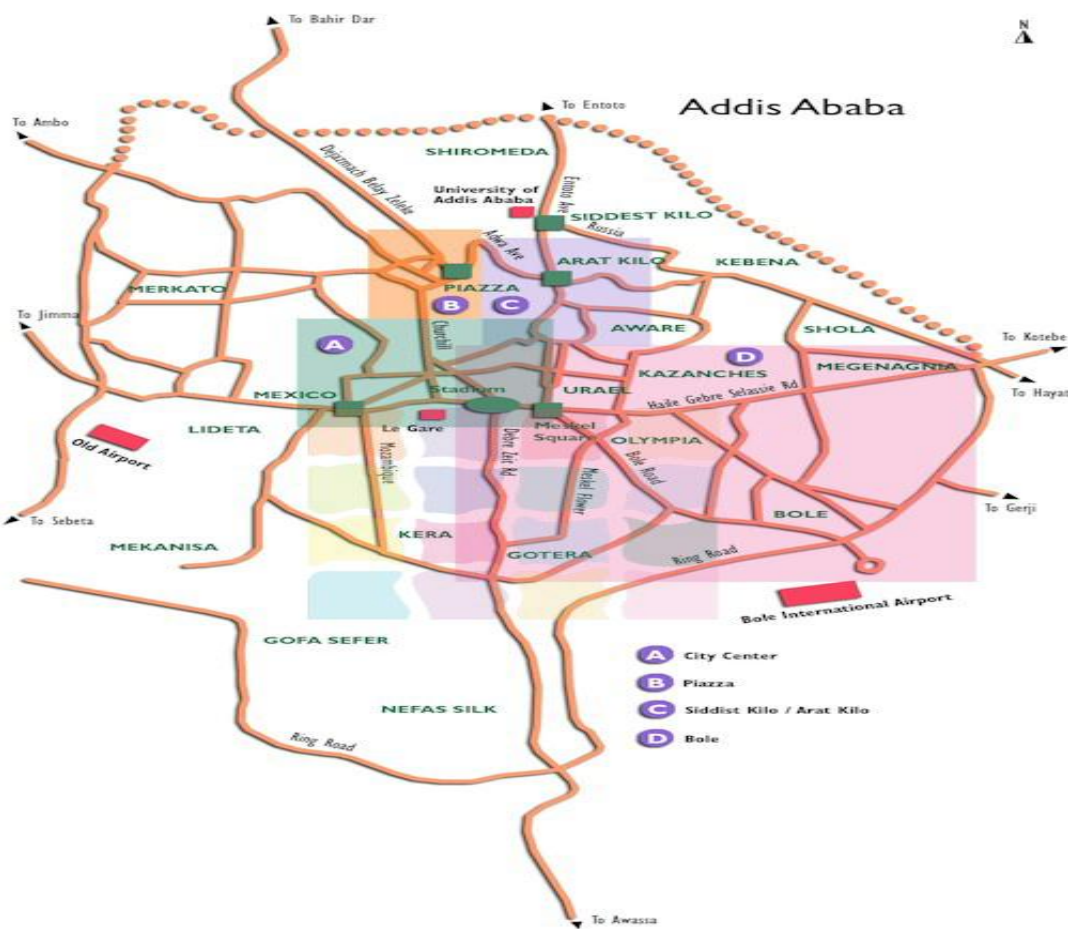 To Bahir Dar
N
To Entoto
Addis Ababa
To Ambo
SHIROMEDA
Dejazmach Belay Zeleke
University of
Addis Ababa
Entoto Ave
SIDDEST KILO
Russia
Adwa Ave
ARAT KILO
KEBENA
MERKATO
PIAZZA
B
C
To Jimma
Churchill
AWARE
SHOLA
To Kotebe
A
D
MEGENAGNIA
KAZANCHES
MEXICO
Stadium
URAEL
Haile Gebre Selassie Rd
To Hayat
LIDETA
Le Gare
Meskel
Square
OLYMPIA
Old Airport
Mozambique
Debre Zeit Rd
Meskel Flower
Bole Road
To Gerji
To Sebeta
BOLE
MEKANISA
KERA
GOTERA
Ring Road
Bole International Airport
GOFA SEFER
A City Center
B Piazza
C Siddist Kilo / Arat Kilo
D Bole
NEFAS SILK
Ring Road
To Awassa